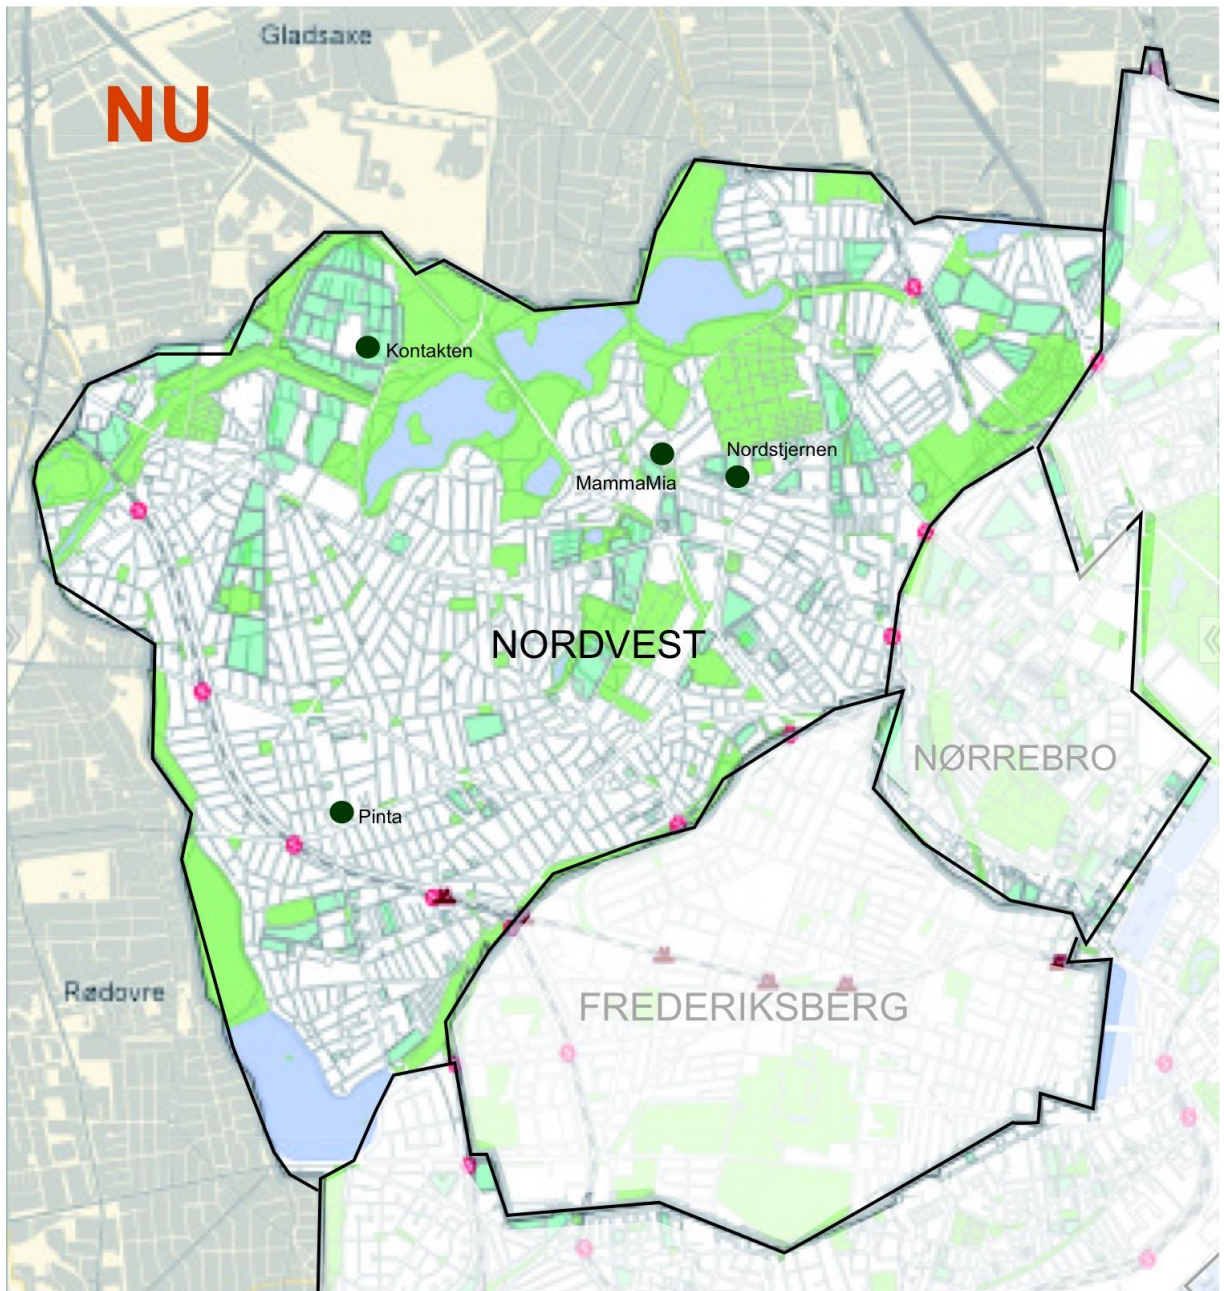 Gladsaxe
NU
Kontakten
Nordstjernen
MammaMia
NORDVEST
NØRREBRO
Pinta
Rødovre
FREDERIKSBERG